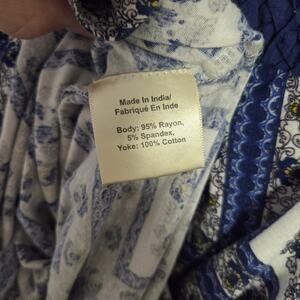 Made In India/
Fabriqué En Inde
Body: 95% Rayon,
5% Spandex,
Yoke: 100% Cotton